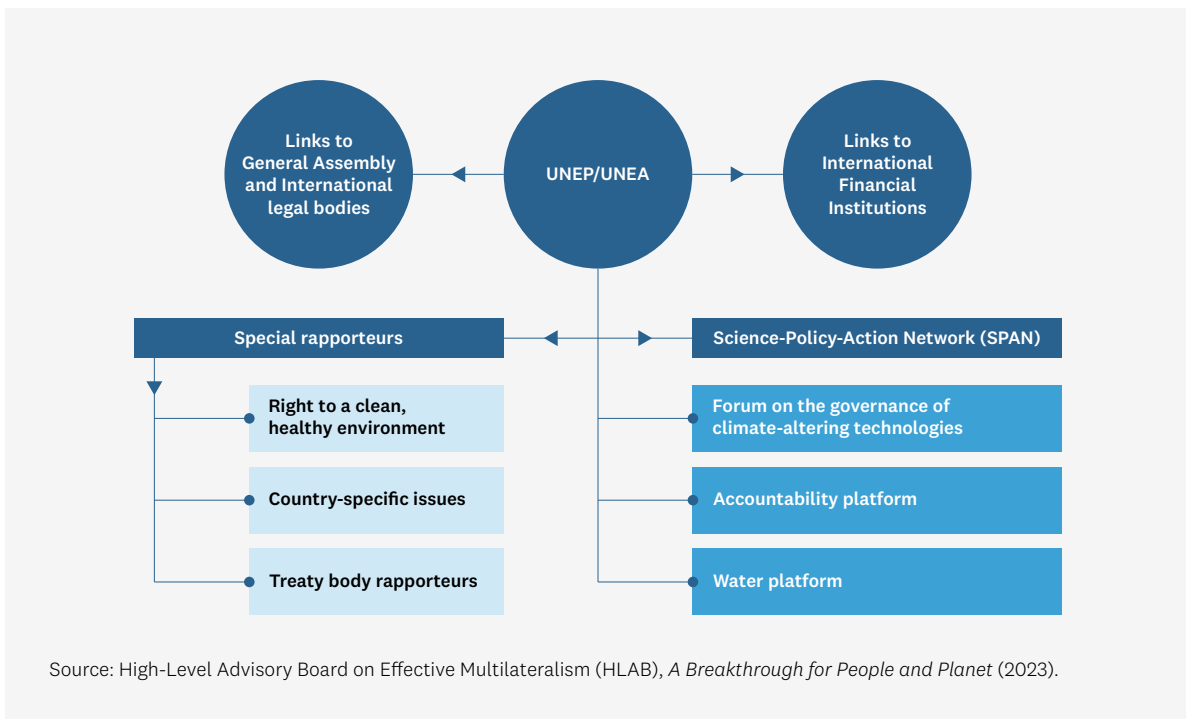 Links to
General Assembly
and International
legal bodies
UNEP/UNEA
Links to
International
Financial
Institutions
Special rapporteurs
Science-Policy-Action Network (SPAN)
Right to a clean,
healthy environment
Country-specific issues
Treaty body rapporteurs
Forum on the governance of
climate-altering technologies
Accountability platform
Water platform
Source: High-Level Advisory Board on Effective Multilateralism (HLAB), A Breakthrough for People and Planet (2023).